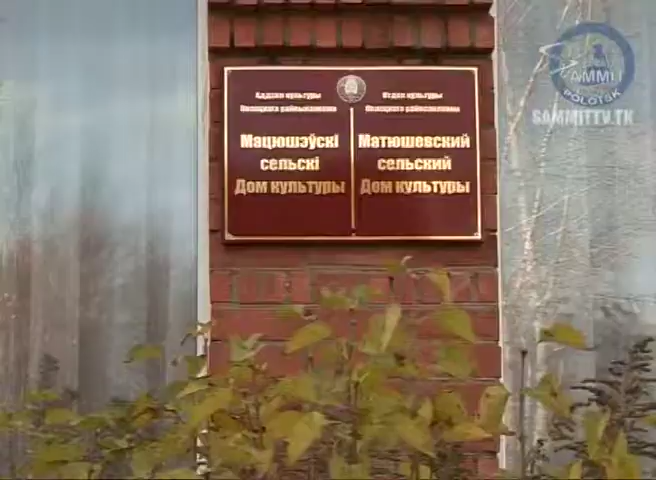 Аддзел культуры
Полацкага райвыканкама
Мацюшэўскі
сельскі
Дом культуры
Отдел культуры
Полоцкого райисполкома
Матюшевский
сельский
Дом культуры
SAMMIT
POLOTSK
SAMMITTV.TK